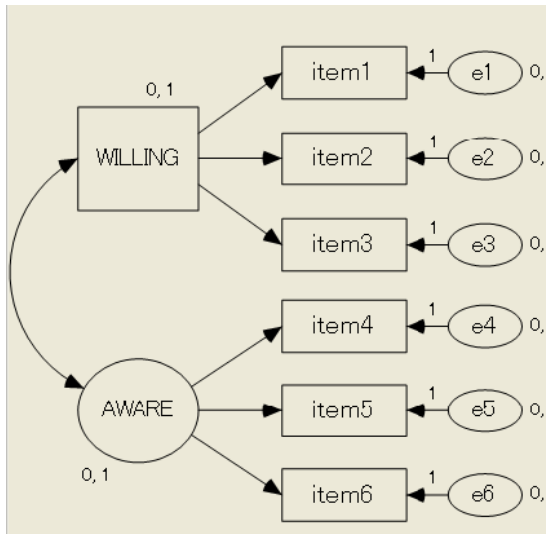 1
item1
e1
0,
0, 1
WILLING
1
item2
e2
0,
1
item3
e3
0,
1
item4
e4
0,
AWARE
0, 1
1
item5
e5
0,
1
item6
e6
0,